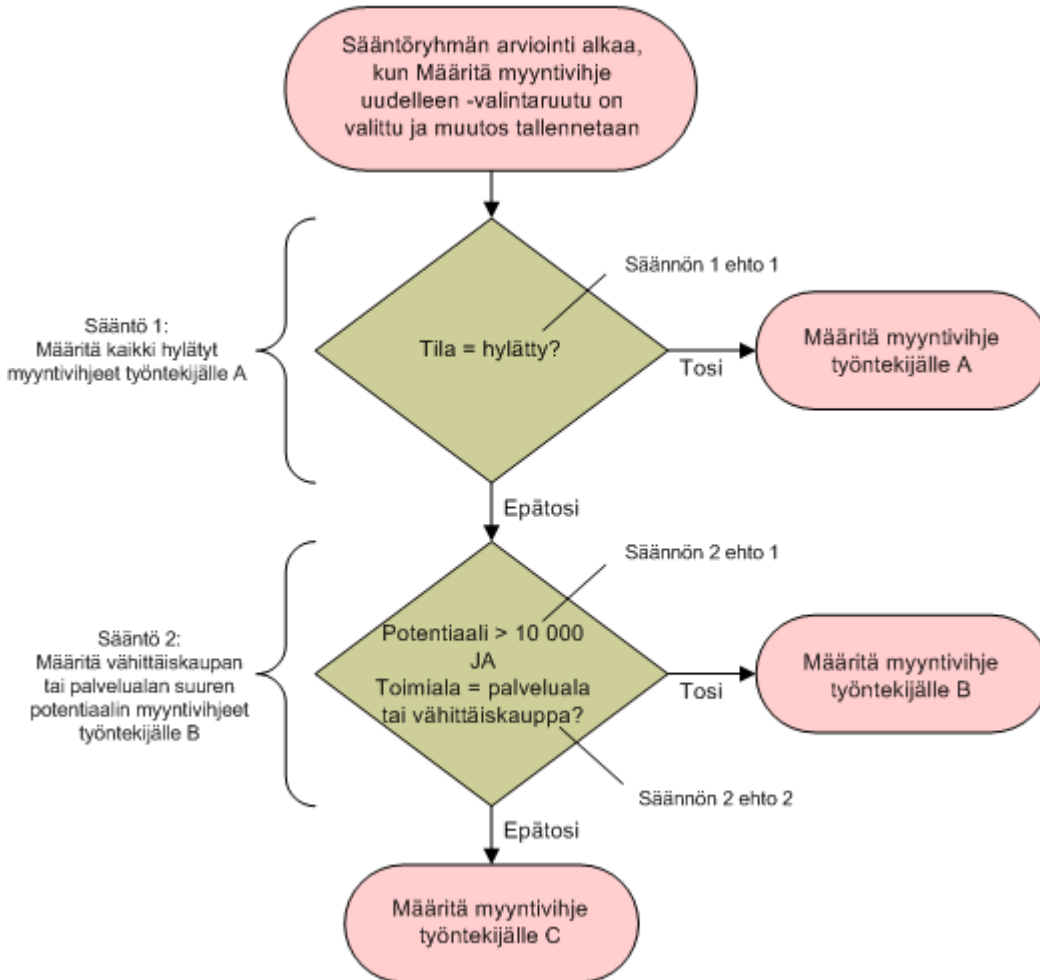 Sääntöryhmän arviointi alkaa,
kun Määritä myyntivihje
uudelleen -valintaruutu on
valittu ja muutos tallennetaan
Säännön 1 ehto 1
Sääntö 1:
Määritä kaikki hylätyt
myyntivihjeet työntekijälle A
Tila = hylätty?
Tosi
Määritä myyntivihje
työntekijälle A
Epätosi
Säännön 2 ehto 1
Sääntö 2:
Määritä vähittäiskaupan
tai palvelualan suuren
potentiaalin myyntivihjeet
työntekijälle B
Potentiaali > 10 000
JA
Toimiala = palveluala
tai vähittäiskauppa?
Tosi
Määritä myyntivihje
työntekijälle B
Säännön 2 ehto 2
Epätosi
Määritä myyntivihje
työntekijälle C